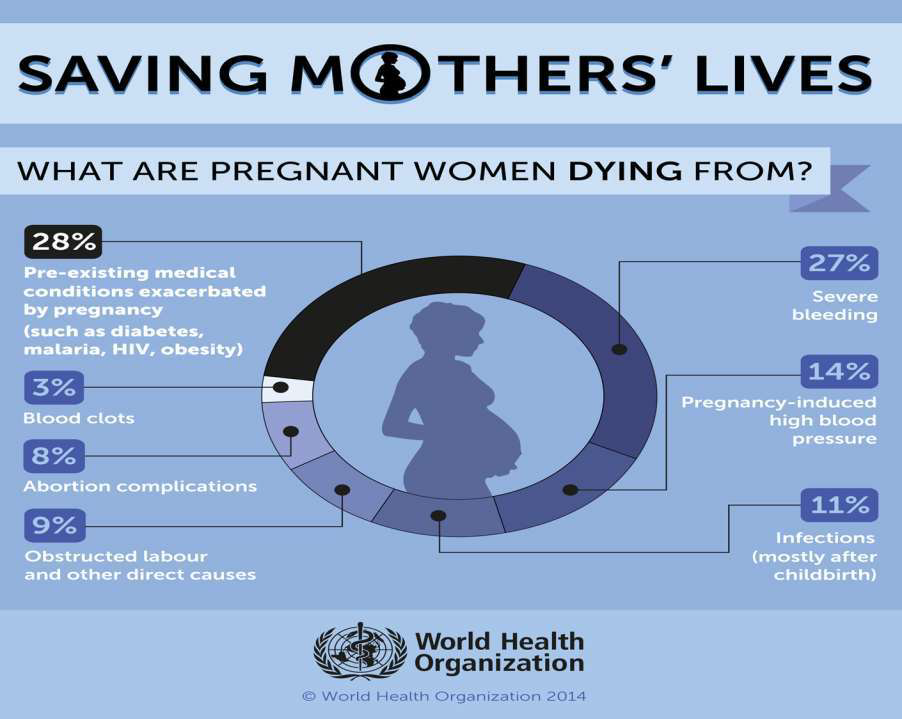 SAVING MOTHERS' LIVES
WHAT ARE PREGNANT WOMEN DYING FROM?
28%
Pre-existing medical
conditions exacerbated
by pregnancy
(such as diabetes,
malaria, HIV, obesity)
3%
Blood clots
8%
Abortion complications
9%
Obstructed labour
and other direct causes
27%
Severe
bleeding
14%
Pregnancy-induced
high blood
pressure
11%
Infections
(mostly after
childbirth)
World Health
Organization
© World Health Organization 2014